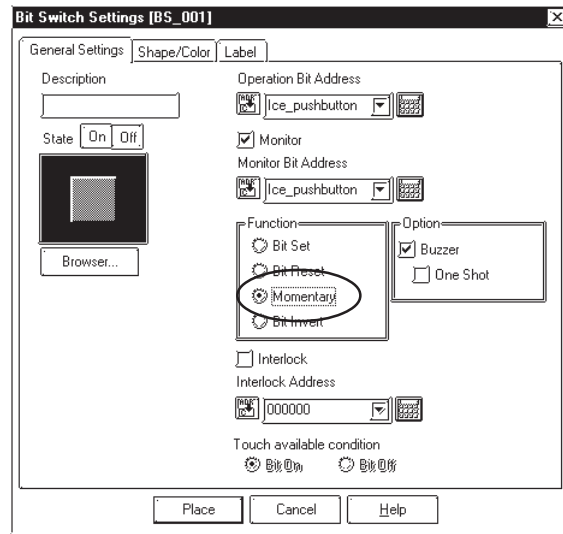 Bit Switch Settings [BS_001]
General Settings Shape/Color Label
Description
State On Off
Browser...
Operation Bit Address
Ice_pushbutton
Monitor
Monitor Bit Address
Ice_pushbutton
Function
Bit Set
Bit Reset
Momentary
Bit Invert
Option
Buzzer
One Shot
Interlock
Interlock Address
000000
Touch available condition
Bit On Bit Off
Place Cancel Help